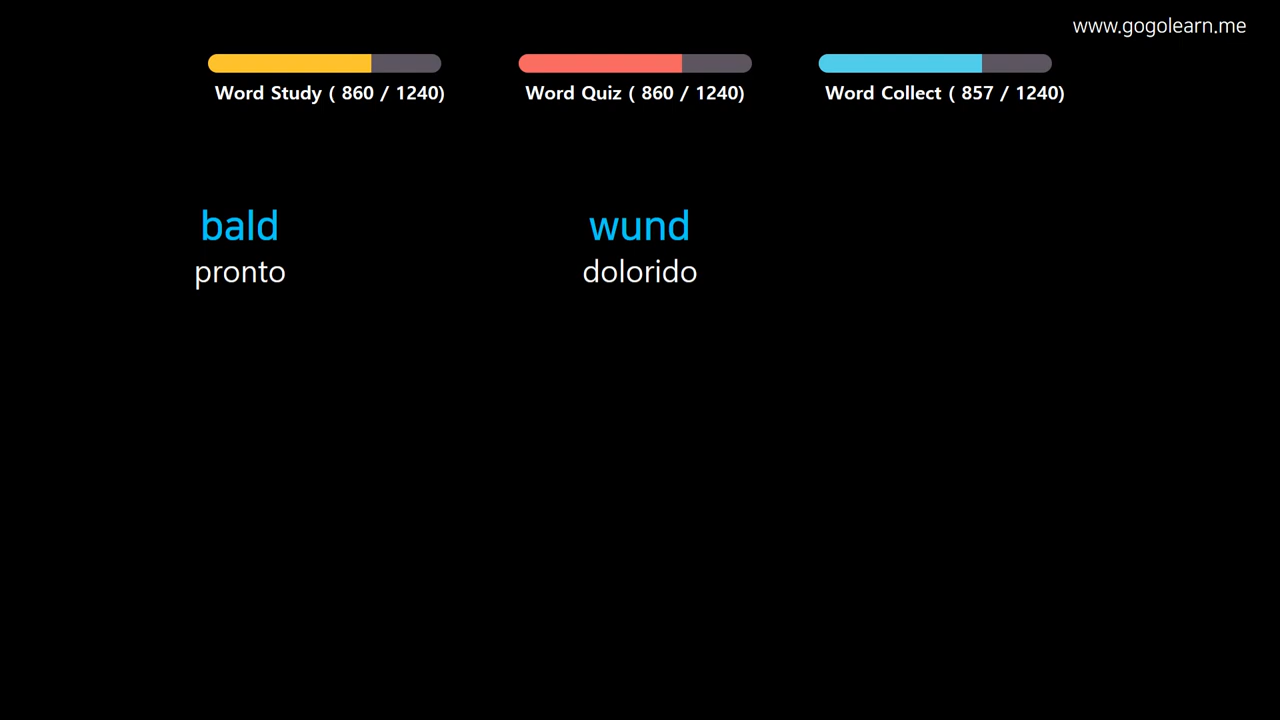 www.gogolearn.me
Word Study ( 860 / 1240)
Word Quiz ( 860 / 1240)
Word Collect ( 857 / 1240)
bald
pronto
wund
dolorido